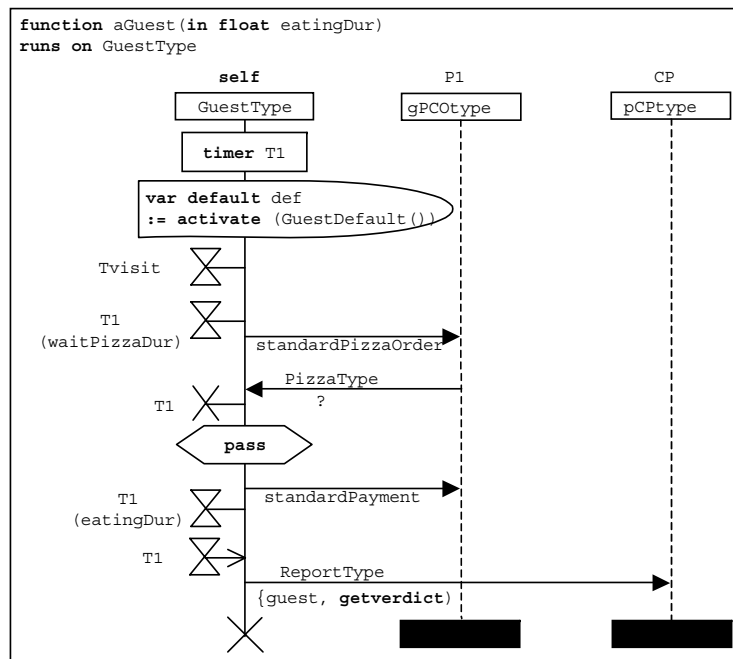 function aGuest(in float eatingDur)
runs on GuestType
self P1 CP
GuestType gPCOtype pCPtype
timer T1
var default def
:= activate (GuestDefault())
Tvisit
T1
(waitPizzaDur)
standardPizzaOrder
PizzaType
?
T1
pass
standardPayment
T1
(eatingDur)
T1
ReportType
{guest, getverdict)